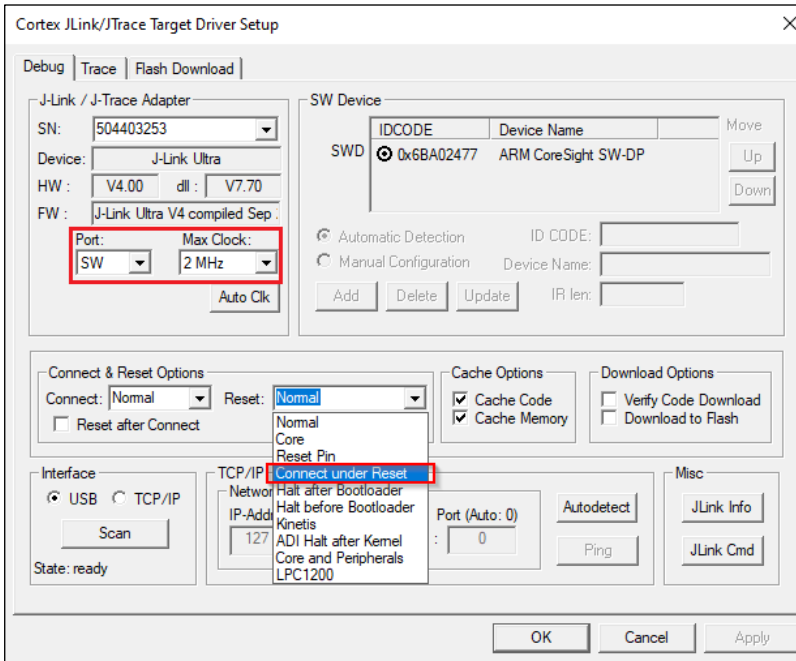 Cortex JLink/JTrace Target Driver Setup
Debug Trace Flash Download
J-Link / J-Trace Adapter
SN: 504403253
Device: J-Link Ultra
HW : V4.00 dll : V7.70
FW : J-Link Ultra V4 compiled Sep
Port: Max Clock:
SW 2 MHz
Auto Clk
SW Device
IDCODE Device Name
SWD 0x6BA02477 ARM CoreSight SW-DP
Move
Up
Down
Automatic Detection ID CODE:
Manual Configuration Device Name:
Add Delete Update IR len:
Connect & Reset Options
Connect: Normal Reset: Normal
Reset after Connect
Normal
Core
Reset Pin
Connect under Reset
Halt after Bootloader
Halt before Bootloader
Kinetis
ADI Halt after Kernel
Core and Peripherals
LPC1200
Cache Options
Cache Code
Cache Memory
Download Options
Verify Code Download
Download to Flash
Interface
USB TCP/IP
Scan
State: ready
TCP/IP
Port (Auto: 0)
127 : 0
Autodetect
Ping
Misc
JLink Info
JLink Cmd
OK Cancel Apply